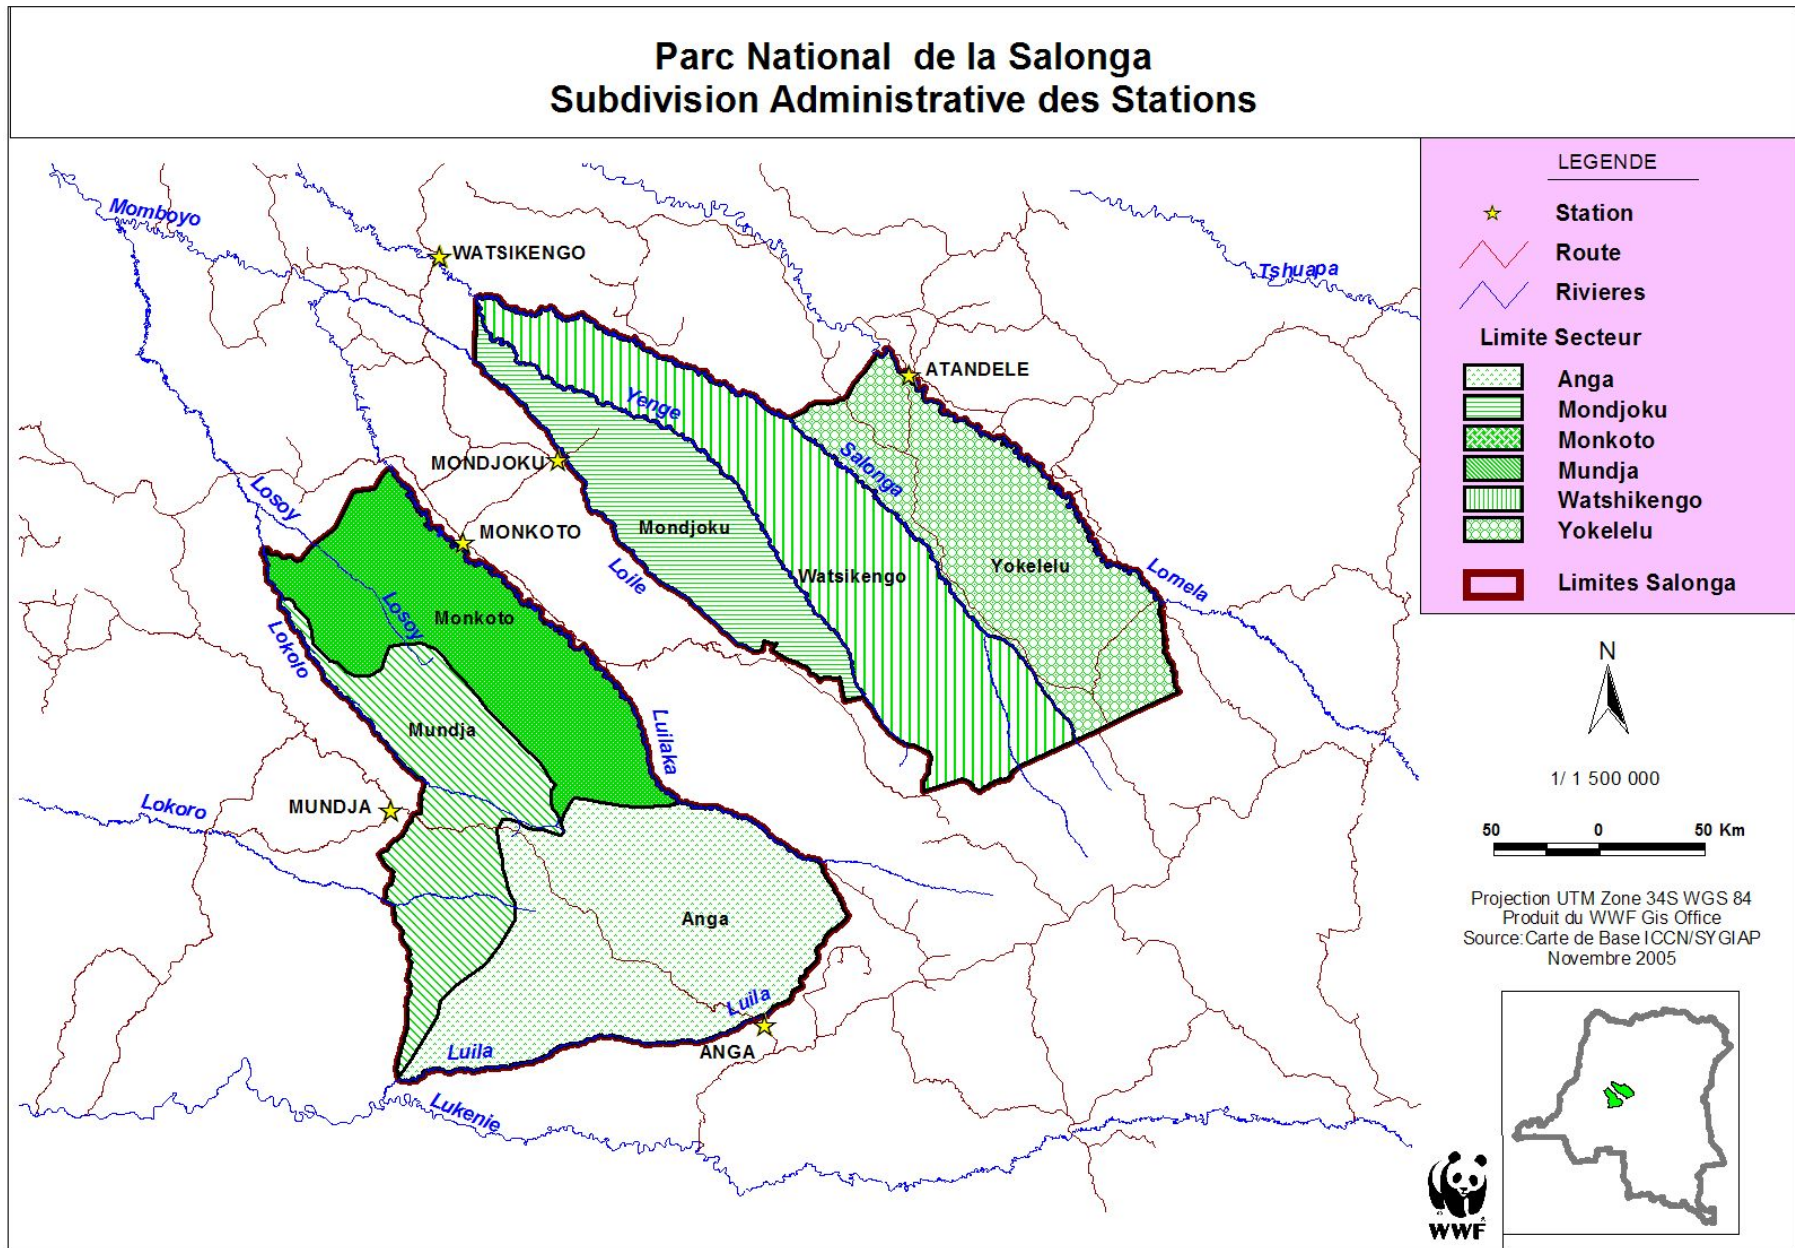 Parc National de la Salonga
Subdivision Administrative des Stations
LEGENDE
Station
Route
Rivieres
Limite Secteur
Anga
Mondjoku
Monkoto
Mundja
Watshikengo
Yokelelu
Limites Salonga
N
1/ 1 500 000
50 0 50 Km
Projection UTM Zone 34S WGS 84
Produit du WWF Gis Office
Source:Carte de Base ICCN/SYGIAP
Novembre 2005
WWF
Momboyo
WATSIKENGO
Tshuapa
ATANDELE
Yenge
Salonga
MONDJOKU
Losoy
MONKOTO
Mondjoku
Loile
Watsikengo
Yokelelu
Lomela
Losoy
Monkoto
Lokolo
Mundja
Luilaka
MUNDJA
Lokoro
Anga
Luila
ANGA
Luila
Lukenie